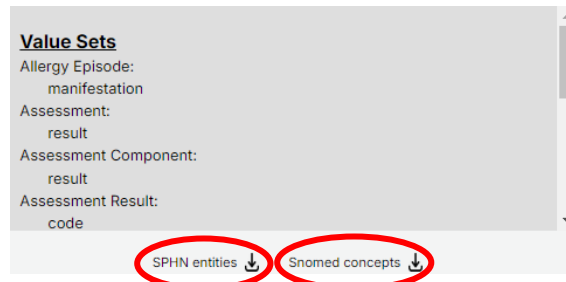 Value Sets
Allergy Episode:
manifestation
Assessment:
result
Assessment Component:
result
Assessment Result:
code
SPHN entities Snomed concepts